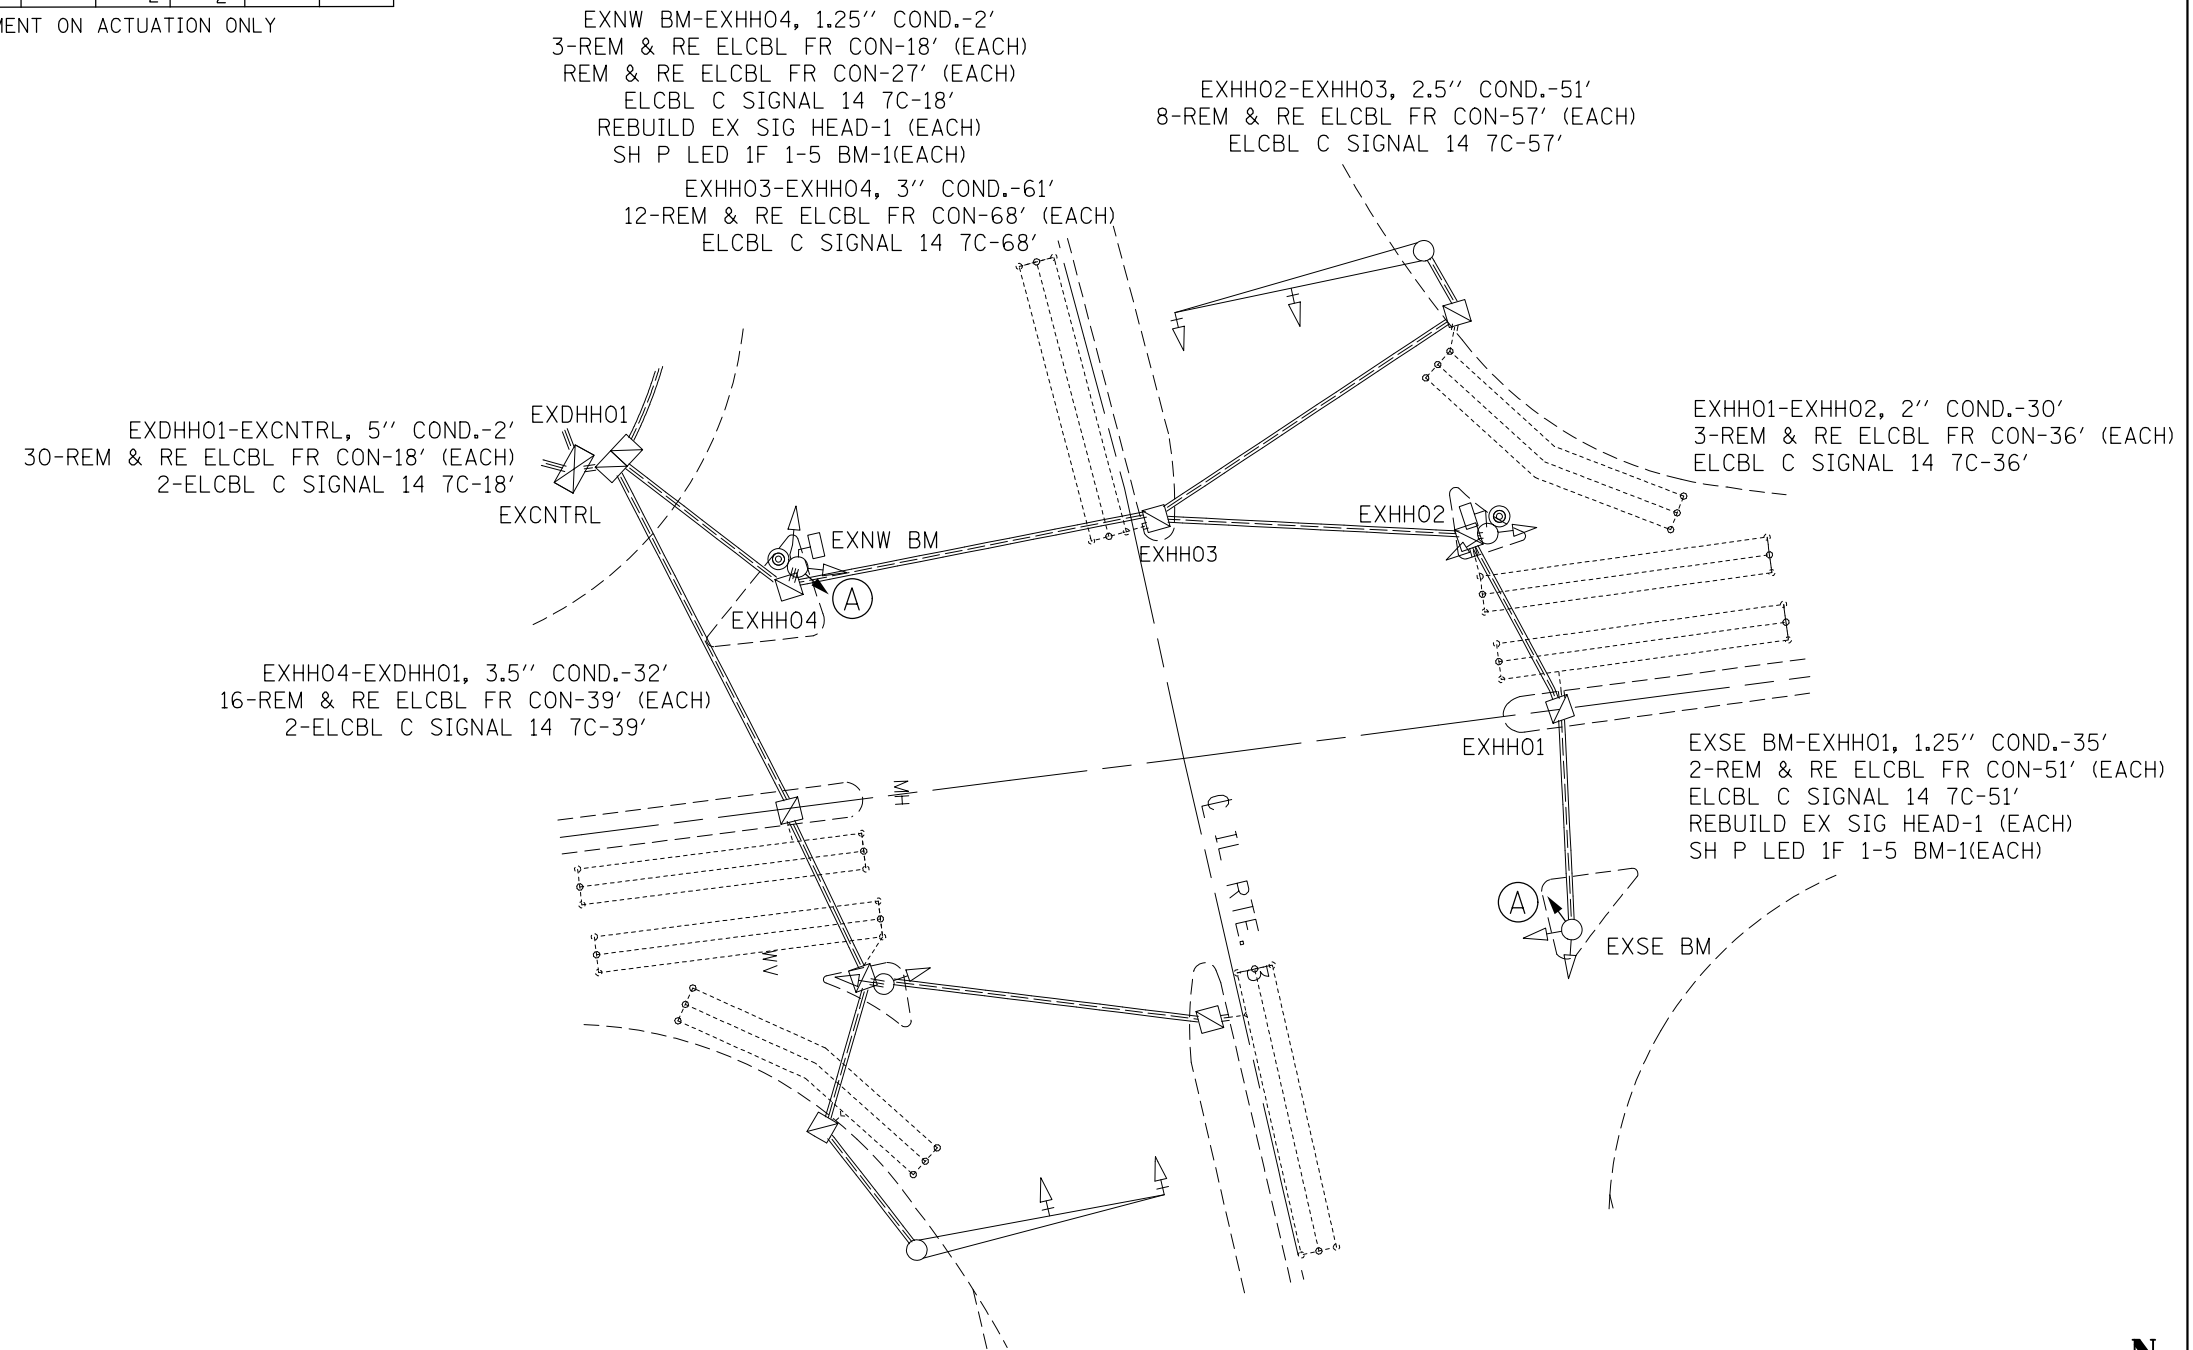 MENT ON ACTUATION ONLY
EXNW BM-EXHH04, 1.25'' COND.-2'
3-REM & RE ELCBL FR CON-18' (EACH)
REM & RE ELCBL FR CON-27' (EACH)
ELCBL C SIGNAL 14 7C-18'
REBUILD EX SIG HEAD-1 (EACH)
SH P LED 1F 1-5 BM-1(EACH)
EXHH02-EXHH03, 2.5'' COND.-51'
8-REM & RE ELCBL FR CON-57' (EACH)
ELCBL C SIGNAL 14 7C-57'
EXHH03-EXHH04, 3'' COND.-61'
12-REM & RE ELCBL FR CON-68' (EACH)
ELCBL C SIGNAL 14 7C-68'
EXDHH01
EXDHH01-EXCNTRL, 5'' COND.-2'
30-REM & RE ELCBL FR CON-18' (EACH)
2-ELCBL C SIGNAL 14 7C-18'
EXCNTRL
EXHH01-EXHH02, 2'' COND.-30'
3-REM & RE ELCBL FR CON-36' (EACH)
ELCBL C SIGNAL 14 7C-36'
EXHH02
EXNW BM
EXHH03
A
EXHH04
EXHH04-EXDHH01, 3.5'' COND.-32'
16-REM & RE ELCBL FR CON-39' (EACH)
2-ELCBL C SIGNAL 14 7C-39'
EXHH01
EXSE BM-EXHH01, 1.25'' COND.-35'
2-REM & RE ELCBL FR CON-51' (EACH)
ELCBL C SIGNAL 14 7C-51'
REBUILD EX SIG HEAD-1 (EACH)
SH P LED 1F 1-5 BM-1(EACH)
MH
℄ IL RTE. 3
A
EXSE BM
WV
N